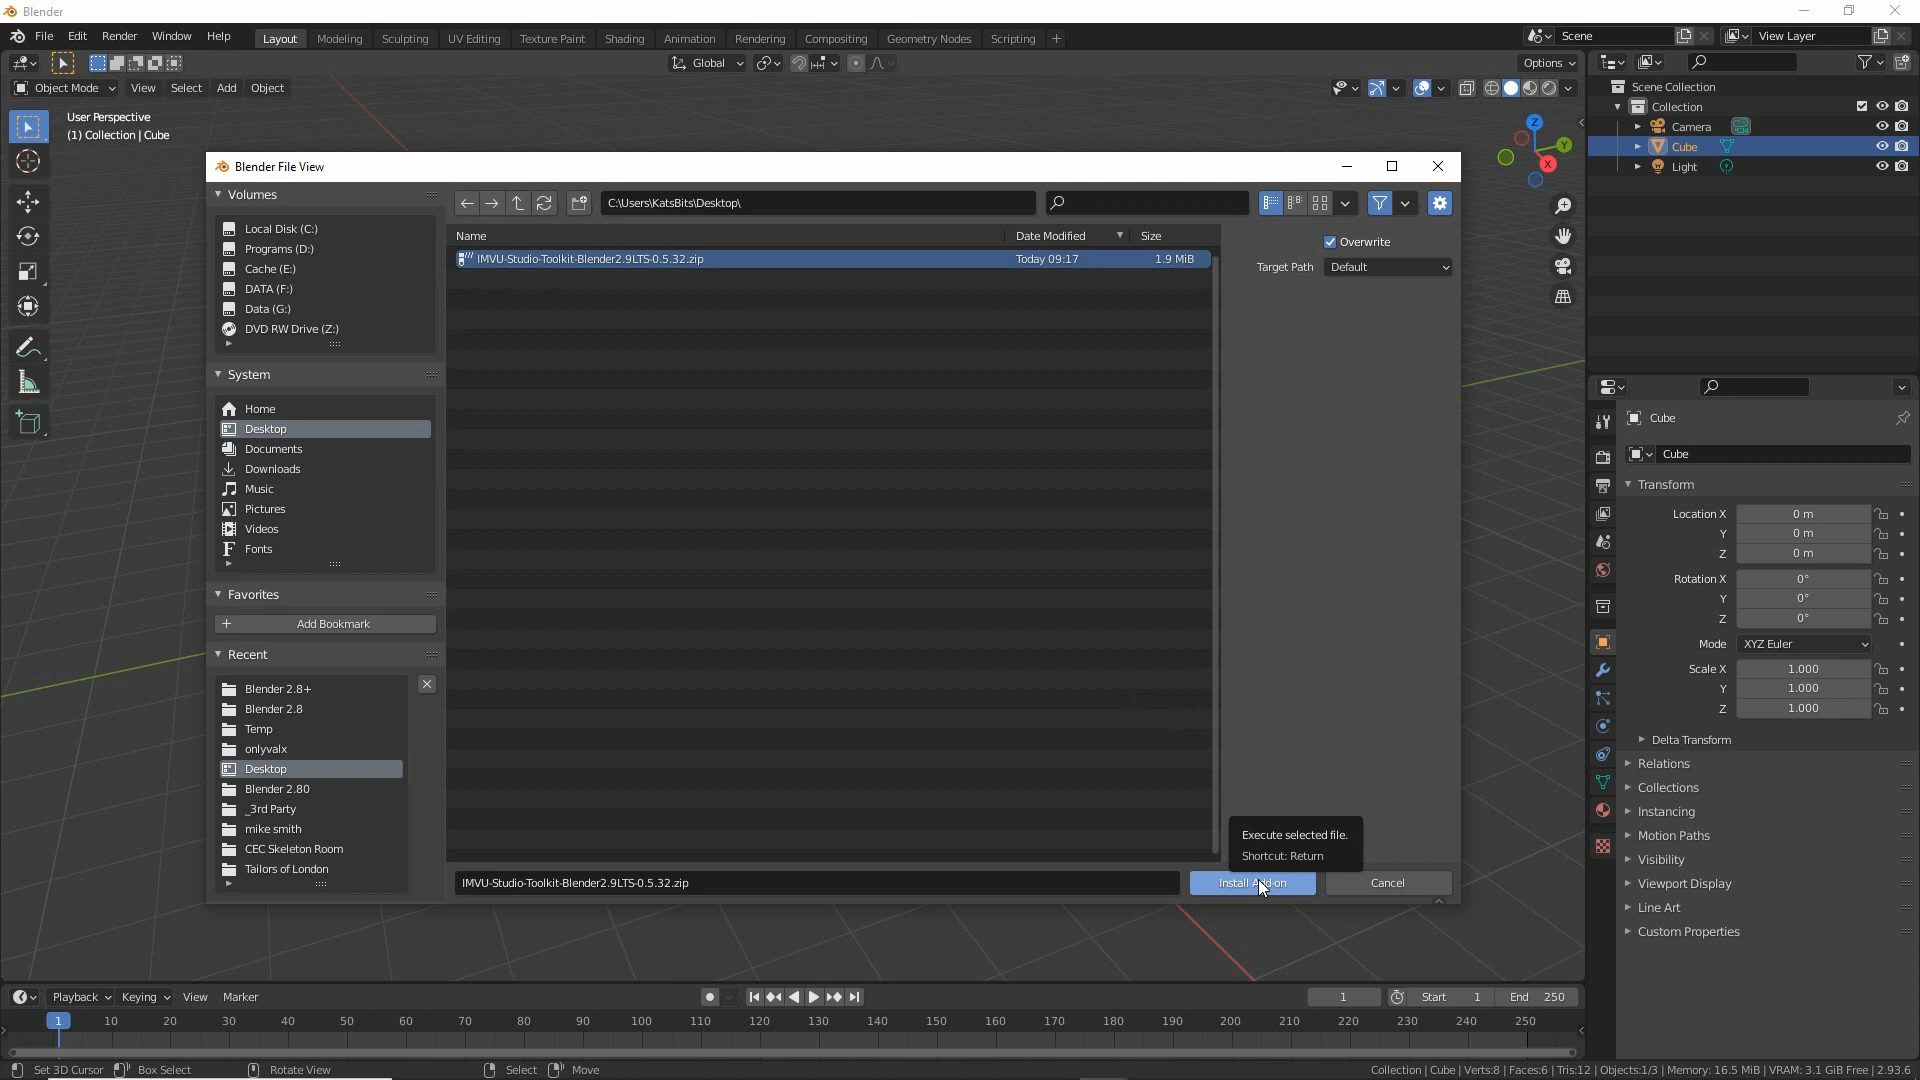 Blender
File Edit Render Window Help Layout Modeling Sculpting UV Editing Texture Paint Shading Animation Rendering Compositing Geometry Nodes Scripting + Scene View Layer
Global Options
Object Mode View Select Add Object
User Perspective
(1) Collection | Cube
Z
Y
X
Scene Collection
Collection
Camera
Cube
Light
Blender File View
Volumes
Local Disk (C:)
Programs (D:)
Cache (E:)
DATA (F:)
Data (G:)
DVD RW Drive (Z:)
System
Home
Desktop
Documents
Downloads
Music
Pictures
Videos
Fonts
Favorites
Add Bookmark
Recent
Blender 2.8+
Blender 2.8
Temp
onlyvalx
Desktop
Blender 2.80
_3rd Party
mike smith
CEC Skeleton Room
Tailors of London
C:\Users\KatsBits\Desktop\
Name Date Modified Size
IMVU-Studio-Toolkit-Blender2.9LTS-0.5.32.zip Today 09:17 1.9 MiB
Overwrite
Target Path Default
Execute selected file.
Shortcut: Return
IMVU-Studio-Toolkit-Blender2.9LTS-0.5.32.zip Install Add-on Cancel
Cube
Cube
Transform
Location X 0 m
Y 0 m
Z 0 m
Rotation X 0°
Y 0°
Z 0°
Mode XYZ Euler
Scale X 1.000
Y 1.000
Z 1.000
Delta Transform
Relations
Collections
Instancing
Motion Paths
Visibility
Viewport Display
Line Art
Custom Properties
Playback Keying View Marker 1 Start 1 End 250
1 10 20 30 40 50 60 70 80 90 100 110 120 130 140 150 160 170 180 190 200 210 220 230 240 250
Set 3D Cursor Box Select Rotate View Select Move Collection | Cube | Verts:8 | Faces:6 | Tris:12 | Objects:1/3 | Memory: 16.5 MiB | VRAM: 3.1 GiB Free | 2.93.6